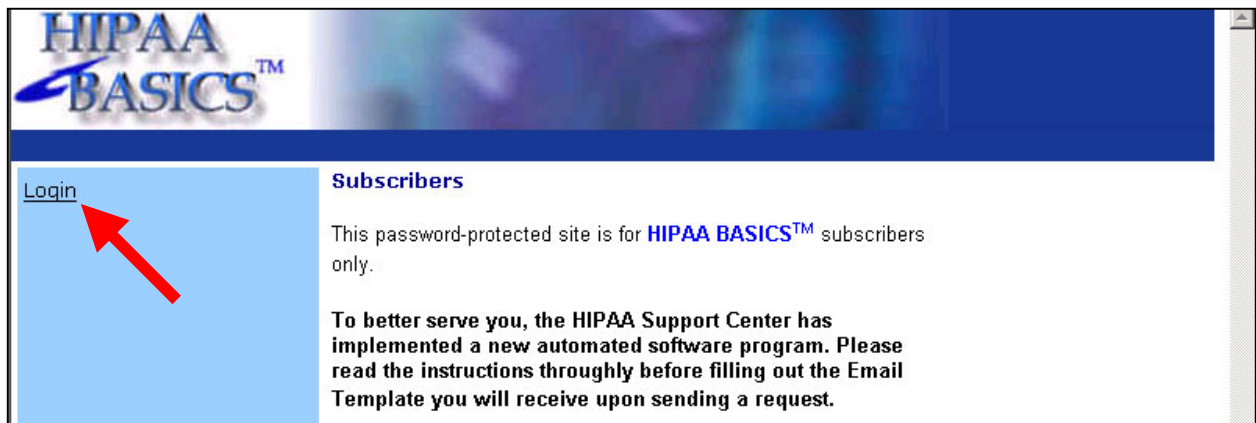 HIPAA
BASICS™
Login
Subscribers
This password-protected site is for HIPAA BASICS™ subscribers
only.
To better serve you, the HIPAA Support Center has
implemented a new automated software program. Please
read the instructions throughly before filling out the Email
Template you will receive upon sending a request.